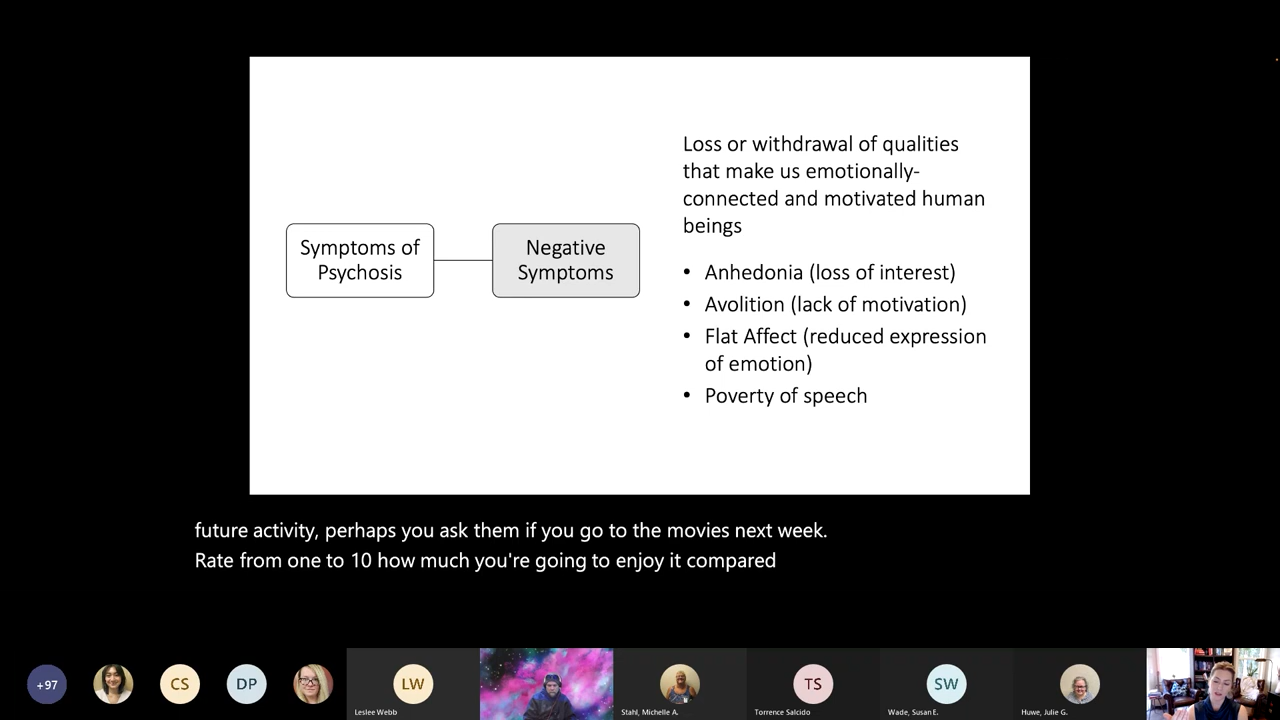 Loss or withdrawal of qualities
that make us emotionally-
connected and motivated human
beings
Symptoms of
Psychosis
Negative
Symptoms
• Anhedonia (loss of interest)
• Avolition (lack of motivation)
• Flat Affect (reduced expression
of emotion)
• Poverty of speech
future activity, perhaps you ask them if you go to the movies next week.
Rate from one to 10 how much you're going to enjoy it compared
+97
CS
DP
LW
TS
SW
Leslee Webb
Stahl, Michelle A.
Torrence Salcido
Wade, Susan E.
Huwe, Julie G.